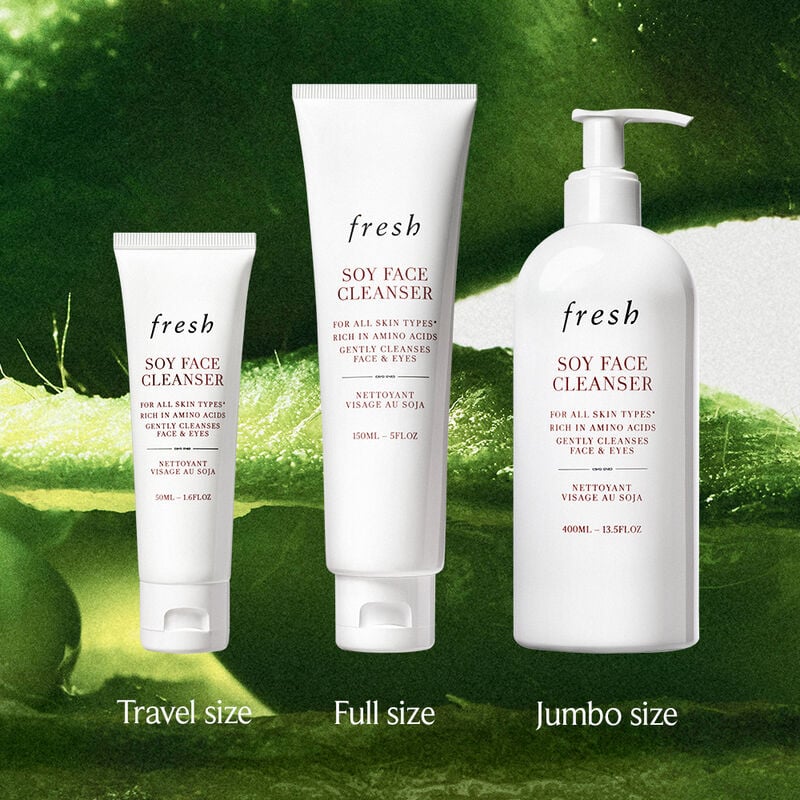 fresh
SOY FACE
CLEANSER
FOR ALL SKIN TYPES*
RICH IN AMINO ACIDS
GENTLY CLEANSES
FACE & EYES
NETTOYANT
VISAGE AU SOJA
50ML – 1.6FLOZ
Travel size
fresh
SOY FACE
CLEANSER
FOR ALL SKIN TYPES*
RICH IN AMINO ACIDS
GENTLY CLEANSES
FACE & EYES
NETTOYANT
VISAGE AU SOJA
150ML – 5FLOZ
Full size
fresh
SOY FACE
CLEANSER
FOR ALL SKIN TYPES*
RICH IN AMINO ACIDS
GENTLY CLEANSES
FACE & EYES
NETTOYANT
VISAGE AU SOJA
400ML – 13.5FLOZ
Jumbo size